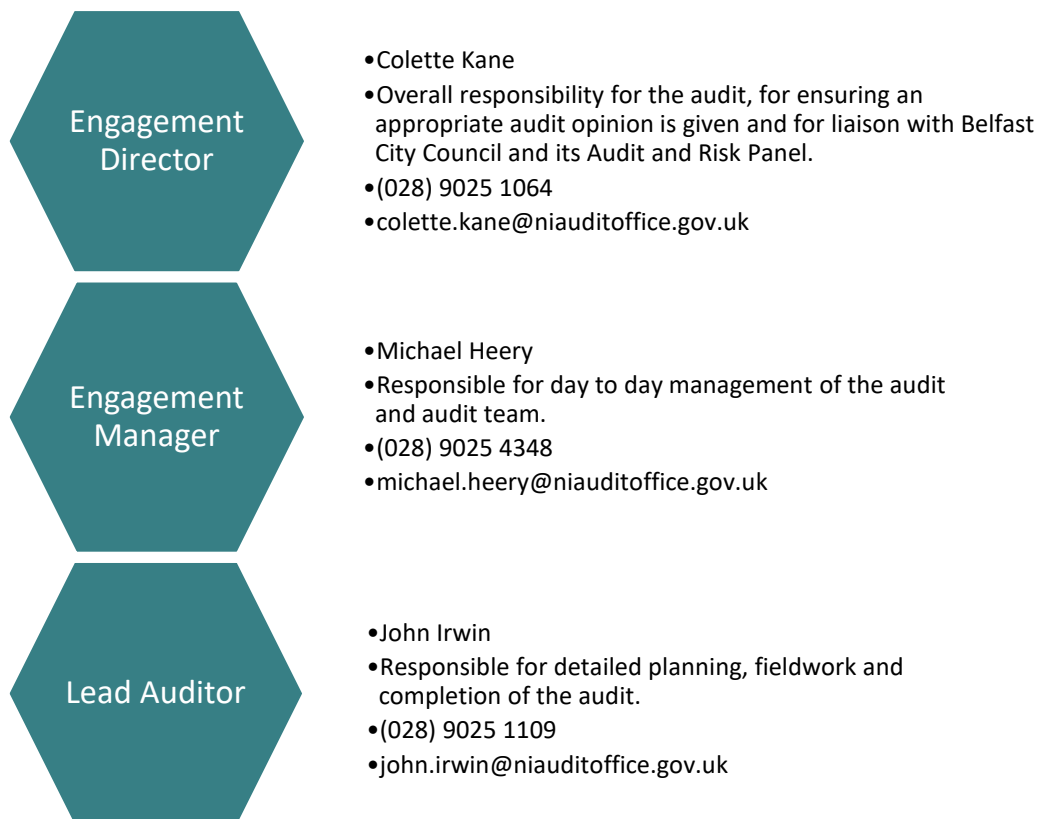 Engagement
Director
•Colette Kane
•Overall responsibility for the audit, for ensuring an
appropriate audit opinion is given and for liaison with Belfast
City Council and its Audit and Risk Panel.
•(028) 9025 1064
•colette.kane@niauditoffice.gov.uk
Engagement
Manager
•Michael Heery
•Responsible for day to day management of the audit
and audit team.
•(028) 9025 4348
•michael.heery@niauditoffice.gov.uk
Lead Auditor
•John Irwin
•Responsible for detailed planning, fieldwork and
completion of the audit.
•(028) 9025 1109
•john.irwin@niauditoffice.gov.uk